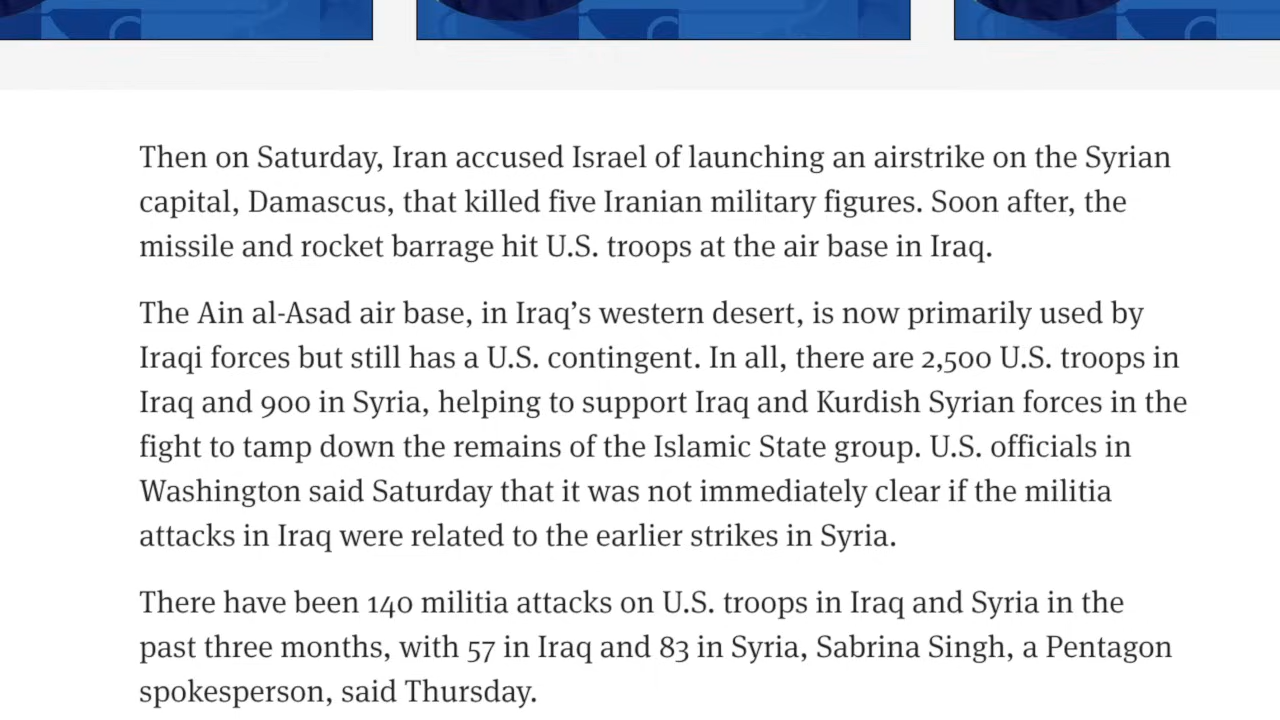 Then on Saturday, Iran accused Israel of launching an airstrike on the Syrian
capital, Damascus, that killed five Iranian military figures. Soon after, the
missile and rocket barrage hit U.S. troops at the air base in Iraq.
The Ain al-Asad air base, in Iraq’s western desert, is now primarily used by
Iraqi forces but still has a U.S. contingent. In all, there are 2,500 U.S. troops in
Iraq and 900 in Syria, helping to support Iraq and Kurdish Syrian forces in the
fight to tamp down the remains of the Islamic State group. U.S. officials in
Washington said Saturday that it was not immediately clear if the militia
attacks in Iraq were related to the earlier strikes in Syria.
There have been 140 militia attacks on U.S. troops in Iraq and Syria in the
past three months, with 57 in Iraq and 83 in Syria, Sabrina Singh, a Pentagon
spokesperson, said Thursday.